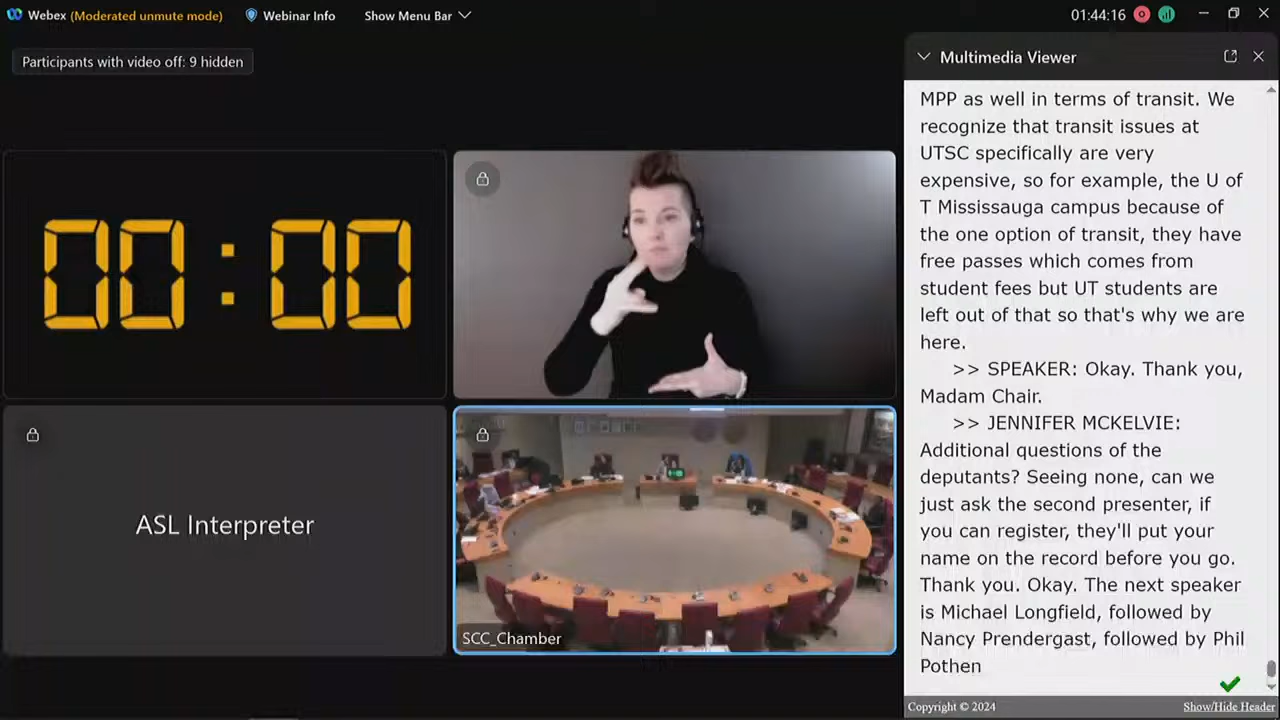 Webex (Moderated unmute mode)
Webinar Info
Show Menu Bar
01:44:16
Participants with video off: 9 hidden
00:00
ASL Interpreter
SCC_Chamber
Multimedia Viewer
MPP as well in terms of transit. We
recognize that transit issues at
UTSC specifically are very
expensive, so for example, the U of
T Mississauga campus because of
the one option of transit, they have
free passes which comes from
student fees but UT students are
left out of that so that's why we are
here.
>> SPEAKER: Okay. Thank you,
Madam Chair.
>> JENNIFER MCKELVIE:
Additional questions of the
deputants? Seeing none, can we
just ask the second presenter, if
you can register, they'll put your
name on the record before you go.
Thank you. Okay. The next speaker
is Michael Longfield, followed by
Nancy Prendergast, followed by Phil
Pothen
Copyright © 2024
Show/Hide Header